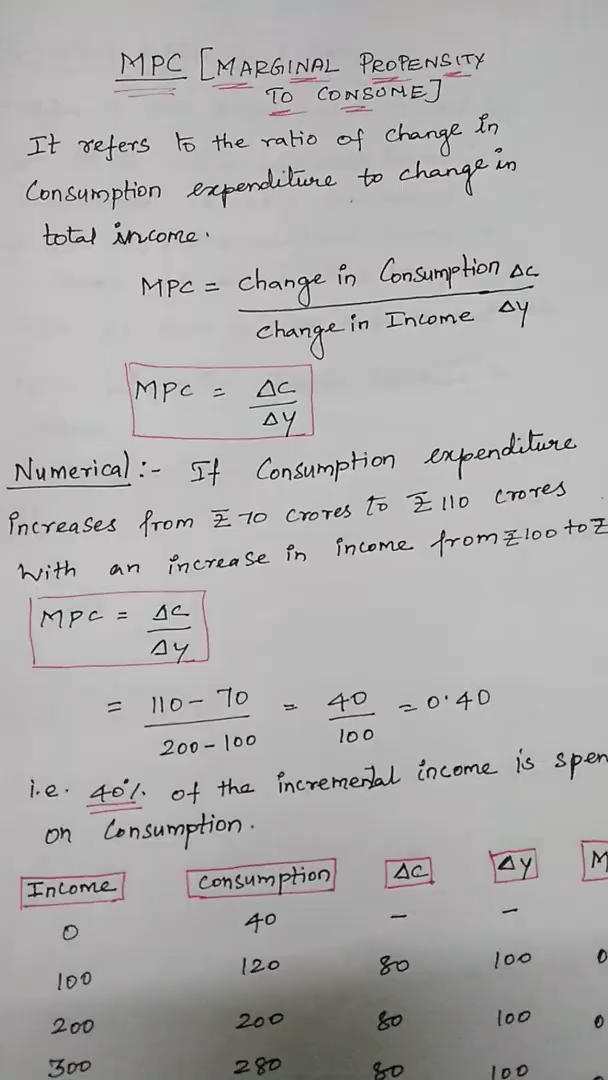 MPC [MARGINAL PROPENSITY
TO CONSUME]
It refers to the ratio of change in
Consumption expenditure to change in
total income.
MPC = change in Consumption ΔC
change in Income ΔY
MPC = ΔC
ΔY
Numerical :- If Consumption expenditure
increases from ₹70 crores to ₹110 crores
with an increase in income from ₹100 to ₹
MPC = ΔC
ΔY
= 110 - 70 = 40 = 0.40
200 - 100 100
i.e. 40% of the incremental income is spen
on Consumption.
Income Consumption ΔC ΔY M
0 40 - -
100 120 80 100 0
200 200 80 100 0
300 280 80 100